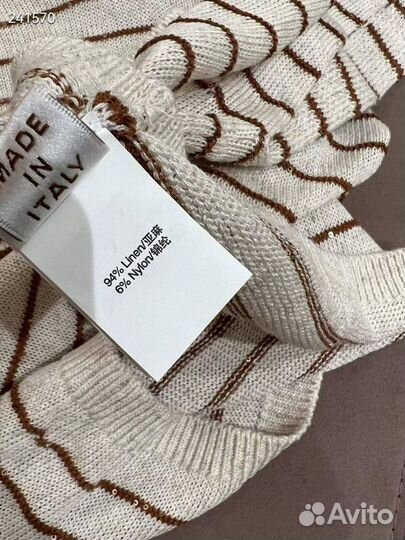 241570
MADE
IN
ITALY
94% Linen/亚麻
6% Nylon/锦纶
Avito